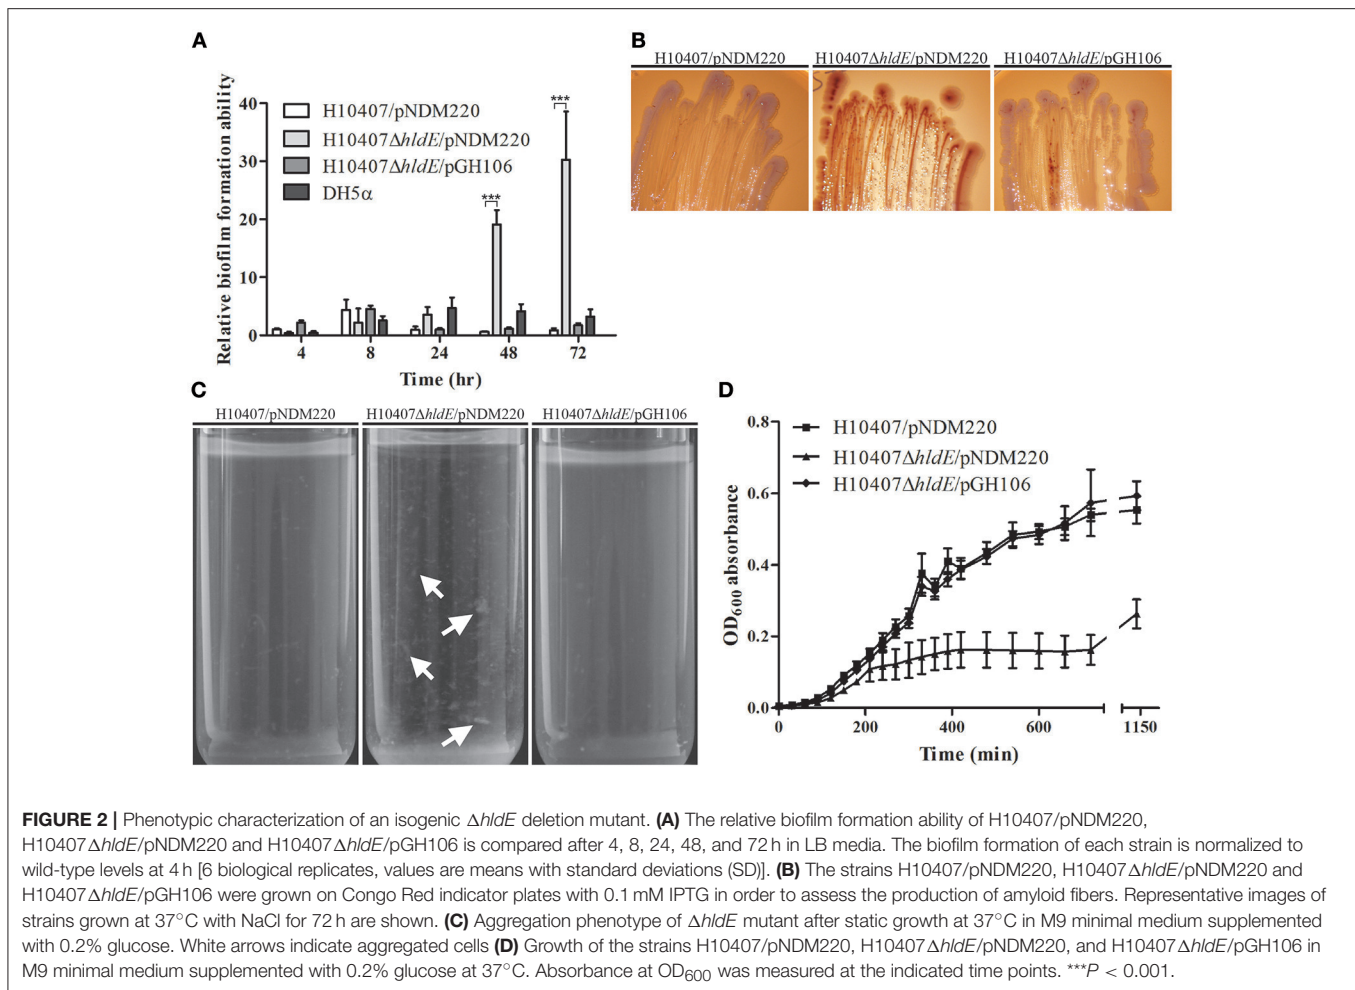 A
Relative biofilm formation ability
40
30
20
10
0
H10407/pNDM220
H10407ΔhldE/pNDM220
H10407ΔhldE/pGH106
DH5α
***
***
4 8 24 48 72
Time (hr)
B
H10407/pNDM220 H10407ΔhldE/pNDM220 H10407ΔhldE/pGH106
C
H10407/pNDM220 H10407ΔhldE/pNDM220 H10407ΔhldE/pGH106
D
OD600 absorbance
0.8
0.6
0.4
0.2
0.0
H10407/pNDM220
H10407ΔhldE/pNDM220
H10407ΔhldE/pGH106
0 200 400 600 1150
Time (min)
FIGURE 2 | Phenotypic characterization of an isogenic ΔhldE deletion mutant. (A) The relative biofilm formation ability of H10407/pNDM220,
H10407ΔhldE/pNDM220 and H10407ΔhldE/pGH106 is compared after 4, 8, 24, 48, and 72 h in LB media. The biofilm formation of each strain is normalized to
wild-type levels at 4 h [6 biological replicates, values are means with standard deviations (SD)]. (B) The strains H10407/pNDM220, H10407ΔhldE/pNDM220 and
H10407ΔhldE/pGH106 were grown on Congo Red indicator plates with 0.1 mM IPTG in order to assess the production of amyloid fibers. Representative images of
strains grown at 37°C with NaCl for 72 h are shown. (C) Aggregation phenotype of ΔhldE mutant after static growth at 37°C in M9 minimal medium supplemented
with 0.2% glucose. White arrows indicate aggregated cells (D) Growth of the strains H10407/pNDM220, H10407ΔhldE/pNDM220, and H10407ΔhldE/pGH106 in
M9 minimal medium supplemented with 0.2% glucose at 37°C. Absorbance at OD600 was measured at the indicated time points. ***P < 0.001.